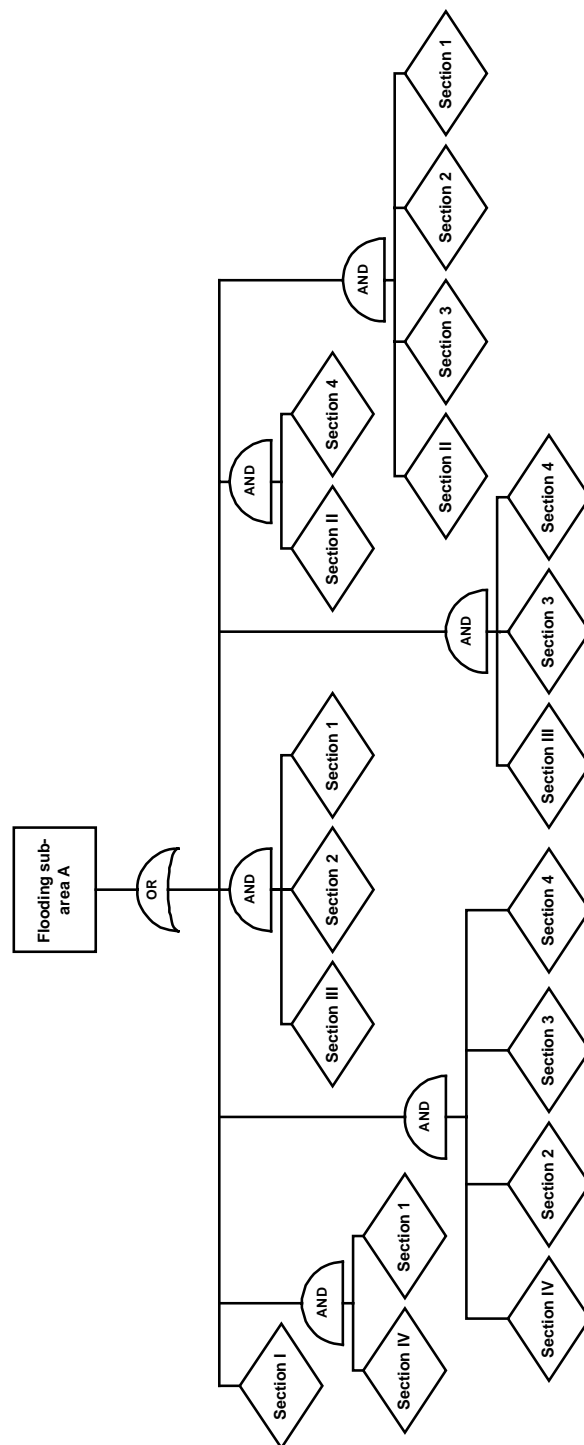 Flooding sub-
area A
OR
Section I
AND
Section IV
Section 1
AND
Section IV
Section 2
Section 3
Section 4
AND
Section III
Section 2
Section 1
AND
Section III
Section 3
Section 4
AND
Section II
Section 4
AND
Section II
Section 3
Section 2
Section 1